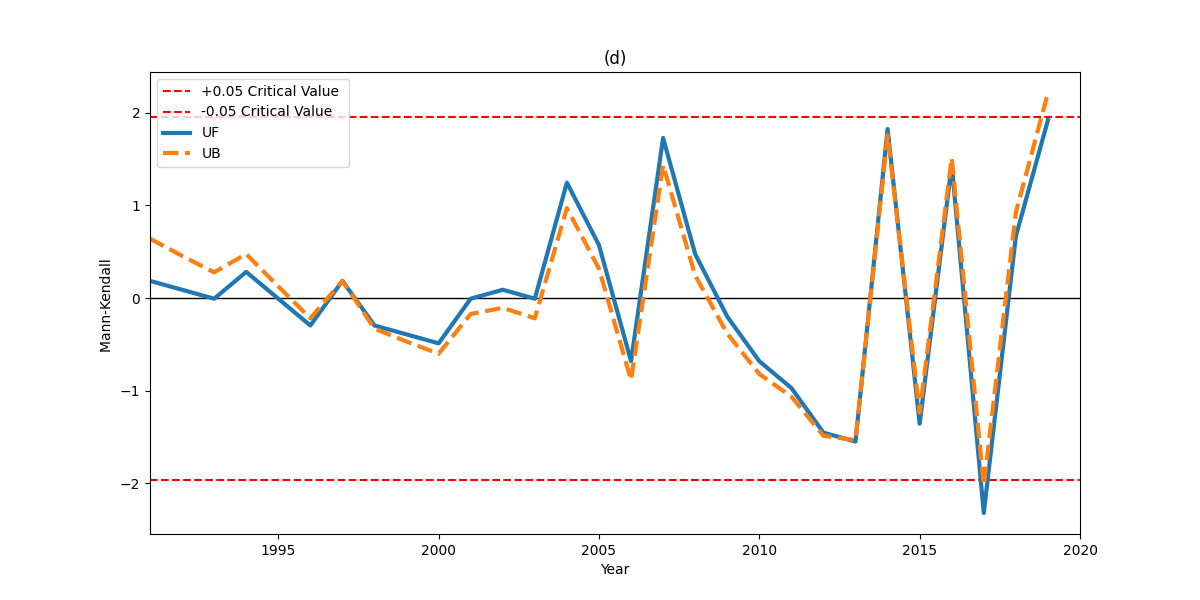 (d)
+0.05 Critical Value
-0.05 Critical Value
UF
UB
Mann-Kendall
2
1
0
−1
−2
1995
2000
2005
2010
2015
2020
Year